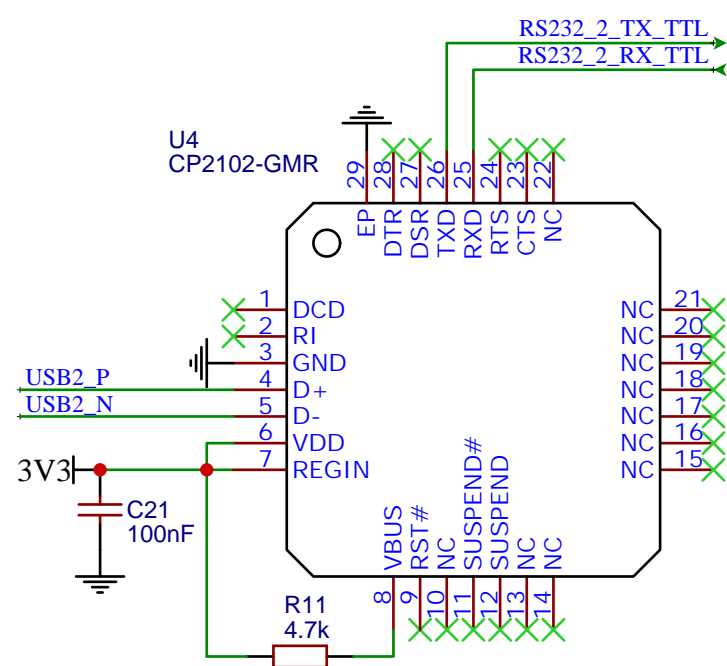 RS232_2_TX_TTL
RS232_2_RX_TTL
U4
CP2102-GMR
29
28
27
26
25
24
23
22
EP
DTR
DSR
TXD
RXD
RTS
CTS
NC
1 DCD
2 RI
3 GND
USB2_P 4 D+
USB2_N 5 D-
6 VDD
3V3 7 REGIN
NC 21
NC 20
NC 19
NC 18
NC 17
NC 16
NC 15
C21
100nF
VBUS
RST#
NC
SUSPEND#
SUSPEND
NC
NC
8
9
10
11
12
13
14
R11
4.7k